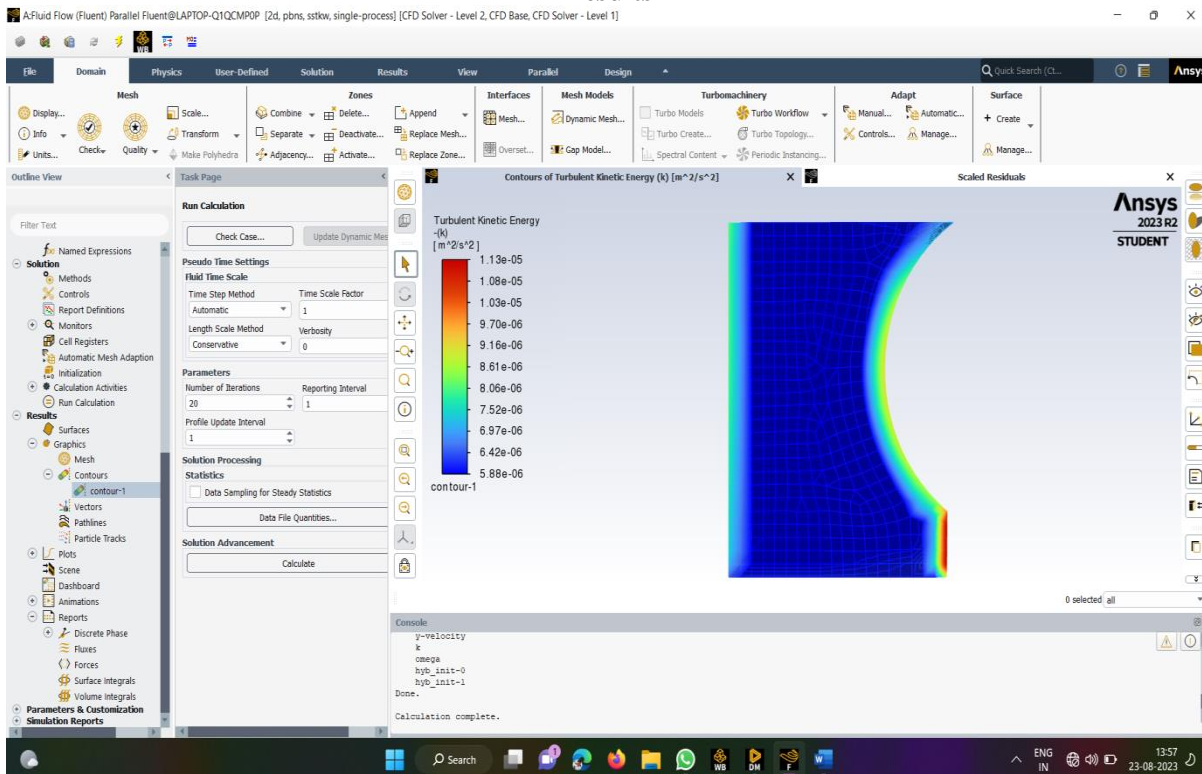 A:Fluid Flow (Fluent) Parallel Fluent@LAPTOP-Q1QCMP0P [2d, pbns, sstkw, single-process] [CFD Solver - Level 2, CFD Base, CFD Solver - Level 1]
File Domain Physics User-Defined Solution Results View Parallel Design Quick Search (Ct... Ansys
Mesh Zones Interfaces Mesh Models Turbomachinery Adapt Surface
Display... Scale... Combine Delete... Append Mesh... Dynamic Mesh... Turbo Models Turbo Workflow Manual... Automatic... Create
Info Check Quality Transform Separate Deactivate... Replace Mesh... Turbo Create... Turbo Topology... Controls... Manage...
Units... Make Polyhedra Adjacency... Activate... Replace Zone... Overset... Gap Model... Spectral Content Periodic Instancing... Manage...
Outline View
Filter Text
Named Expressions
Solution
Methods
Controls
Report Definitions
Monitors
Cell Registers
Automatic Mesh Adaption
Initialization
Calculation Activities
Run Calculation
Results
Surfaces
Graphics
Mesh
Contours
contour-1
Vectors
Pathlines
Particle Tracks
Plots
Scene
Dashboard
Animations
Reports
Discrete Phase
Fluxes
Forces
Surface Integrals
Volume Integrals
Parameters & Customization
Simulation Reports
Task Page
Run Calculation
Check Case... Update Dynamic Mes
Pseudo Time Settings
Fluid Time Scale
Time Step Method Time Scale Factor
Automatic 1
Length Scale Method Verbosity
Conservative 0
Parameters
Number of Iterations Reporting Interval
20 1
Profile Update Interval
1
Solution Processing
Statistics
Data Sampling for Steady Statistics
Data File Quantities...
Solution Advancement
Calculate
Contours of Turbulent Kinetic Energy (k) [m^2/s^2] X Scaled Residuals X
Turbulent Kinetic Energy
-(k)
[ m^2/s^2 ]
1.13e-05
1.08e-05
1.03e-05
9.70e-06
9.16e-06
8.61e-06
8.06e-06
7.52e-06
6.97e-06
6.42e-06
5.88e-06
contour-1
Ansys
2023 R2
STUDENT
0 selected all
Console
y-velocity
k
omega
hyb_init-0
hyb_init-1
Done.
Calculation complete.
Search
WB DM F
ENG
IN
13:57
23-08-2023